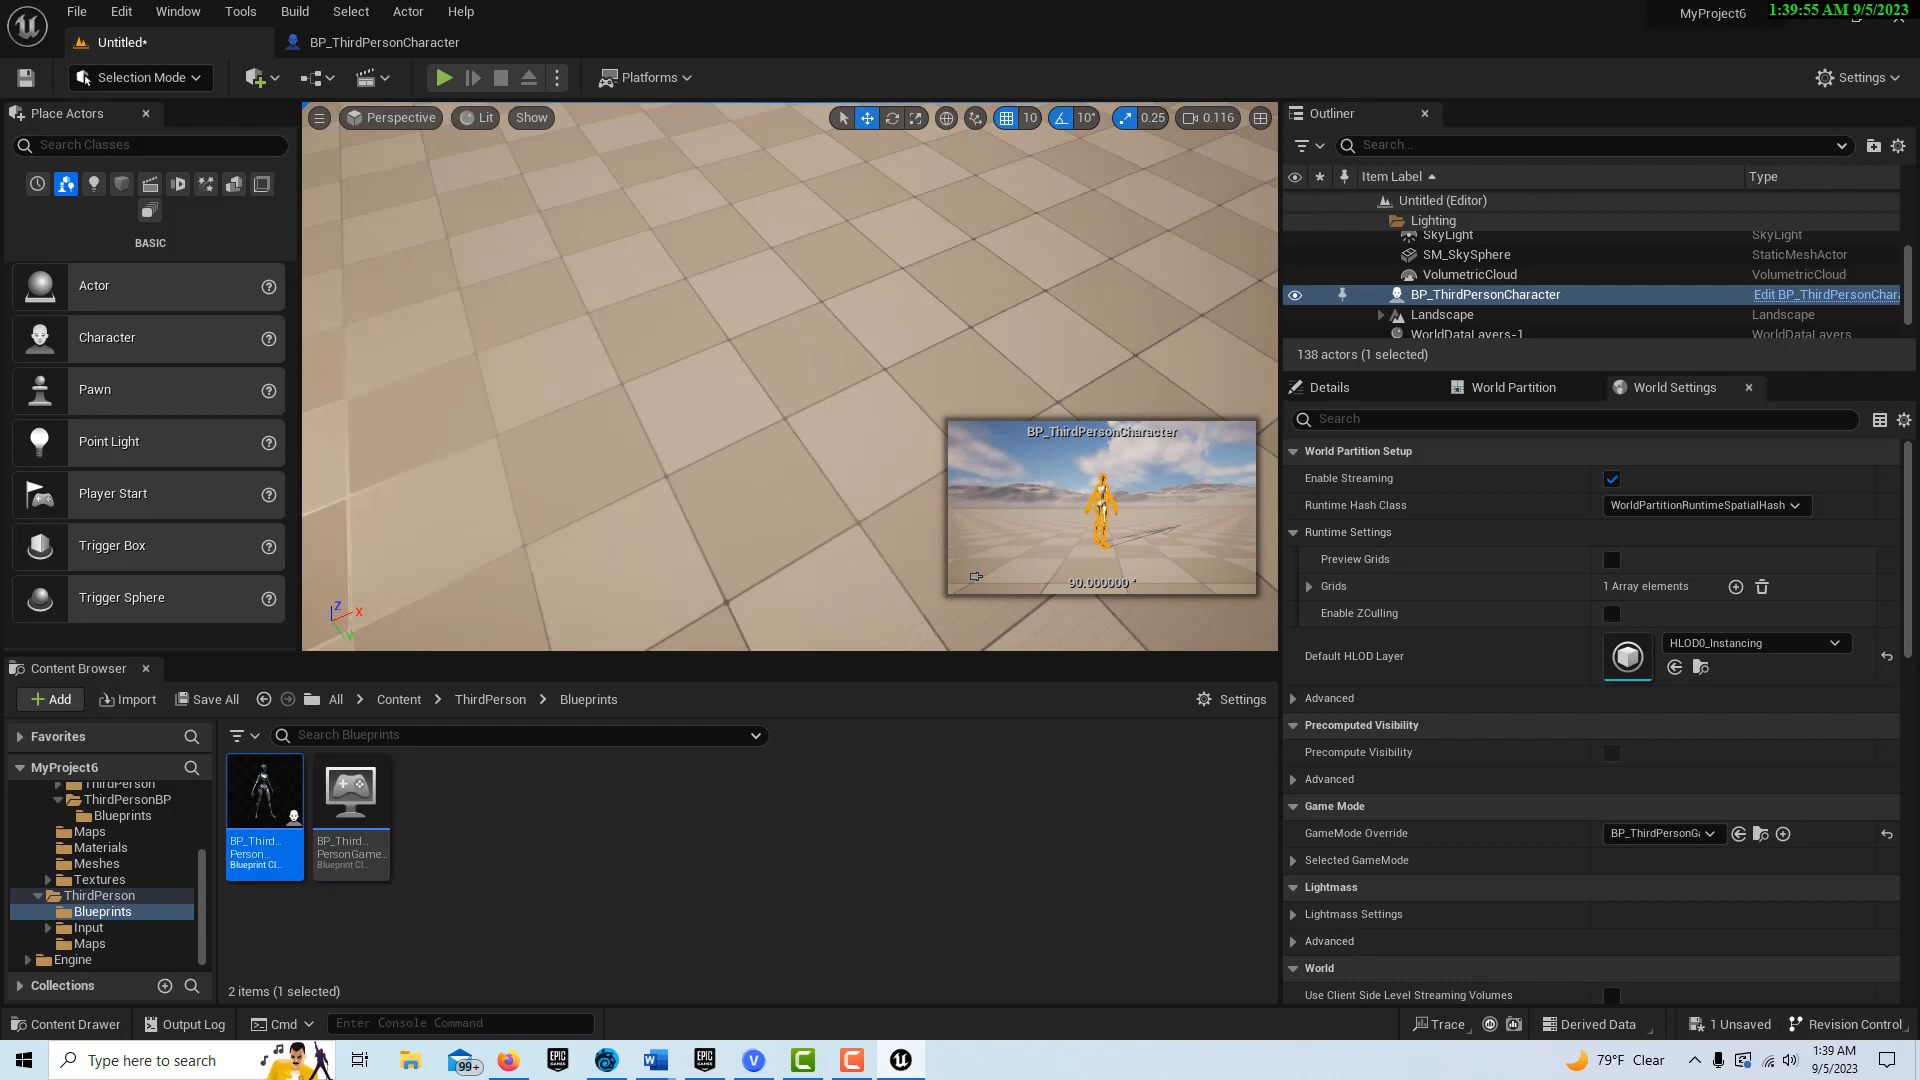 File Edit Window Tools Build Select Actor Help
MyProject6
1:39:55 AM 9/5/2023
Untitled*
BP_ThirdPersonCharacter
Selection Mode
Platforms
Settings
Place Actors
Search Classes
BASIC
Actor
Character
Pawn
Point Light
Player Start
Trigger Box
Trigger Sphere
Perspective
Lit
Show
10
10°
0.25
0.116
Z
X
Y
BP_ThirdPersonCharacter
90.000000 °
Outliner
Search...
Item Label
Type
Untitled (Editor)
Lighting
SkyLight SkyLight
SM_SkySphere StaticMeshActor
VolumetricCloud VolumetricCloud
BP_ThirdPersonCharacter Edit BP_ThirdPersonChar
Landscape Landscape
WorldDataLayers-1 WorldDataLayers
138 actors (1 selected)
Details
World Partition
World Settings
Search
World Partition Setup
Enable Streaming
Runtime Hash Class WorldPartitionRuntimeSpatialHash
Runtime Settings
Preview Grids
Grids 1 Array elements
Enable ZCulling
Default HLOD Layer HLOD0_Instancing
Advanced
Precomputed Visibility
Precompute Visibility
Advanced
Game Mode
GameMode Override BP_ThirdPersonGa
Selected GameMode
Lightmass
Lightmass Settings
Advanced
World
Use Client Side Level Streaming Volumes
Content Browser
Add
Import
Save All
All > Content > ThirdPerson > Blueprints
Settings
Favorites
MyProject6
ThirdPerson
ThirdPersonBP
Blueprints
Maps
Materials
Meshes
Textures
ThirdPerson
Blueprints
Input
Maps
Engine
Collections
Search Blueprints
BP_Third...
Person...
Blueprint Cl...
BP_Third...
PersonGame...
Blueprint Cl...
2 items (1 selected)
Content Drawer
Output Log
Cmd
Enter Console Command
Trace
Derived Data
1 Unsaved
Revision Control
Type here to search
99+
EPIC GAMES
EPIC GAMES
79°F Clear
1:39 AM
9/5/2023